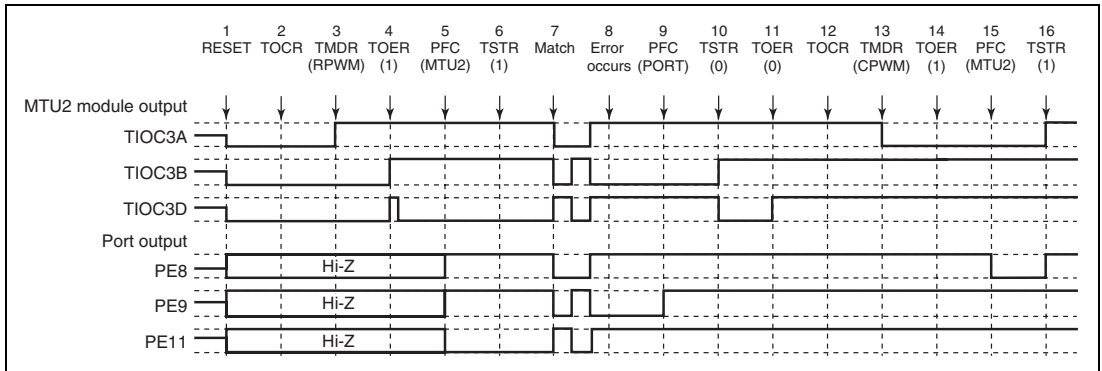 1 2 3 4 5 6 7 8 9 10 11 12 13 14 15 16
RESET TOCR TMDR TOER PFC TSTR Match Error PFC TSTR TOER TOCR TMDR TOER PFC TSTR
(RPWM) (1) (MTU2) (1) occurs (PORT) (0) (0) (CPWM) (1) (MTU2) (1)
MTU2 module output
TIOC3A
TIOC3B
TIOC3D
Port output
PE8 Hi-Z
PE9 Hi-Z
PE11 Hi-Z